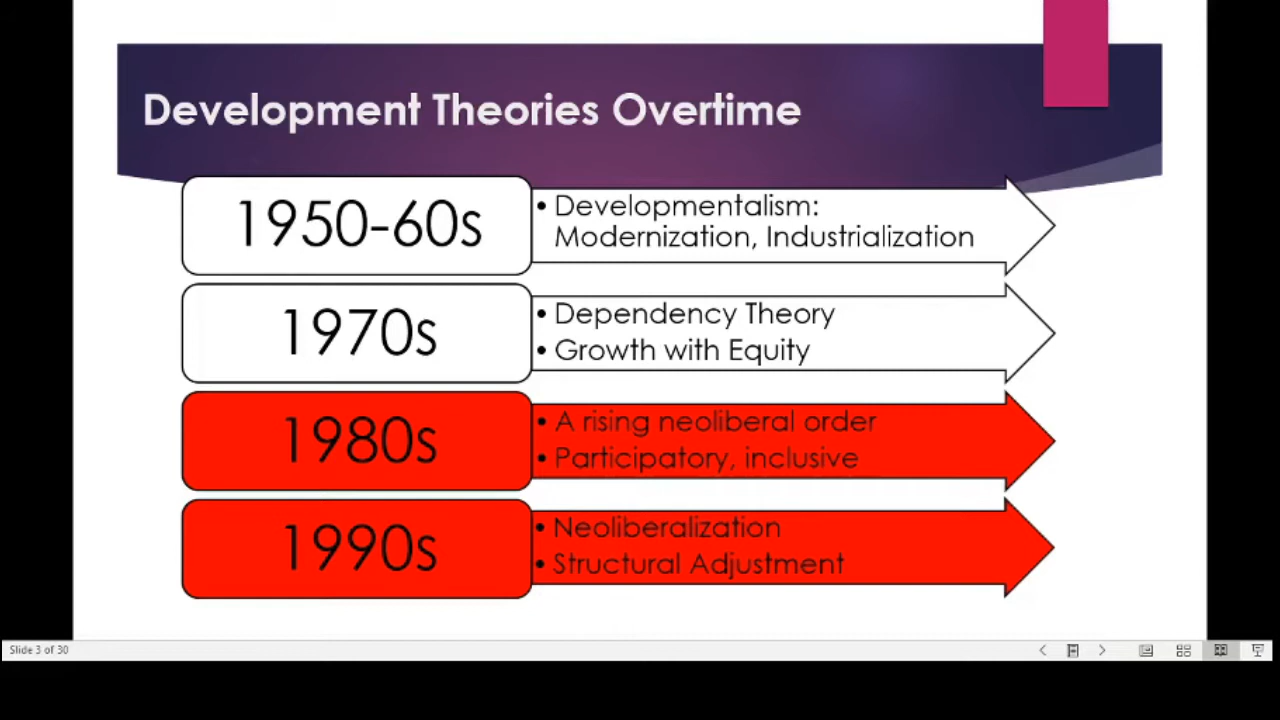 Development Theories Overtime
1950-60s
• Developmentalism:
Modernization, Industrialization
1970s
• Dependency Theory
• Growth with Equity
1980s
• A rising neoliberal order
• Participatory, inclusive
1990s
• Neoliberalization
• Structural Adjustment
Slide 3 of 30